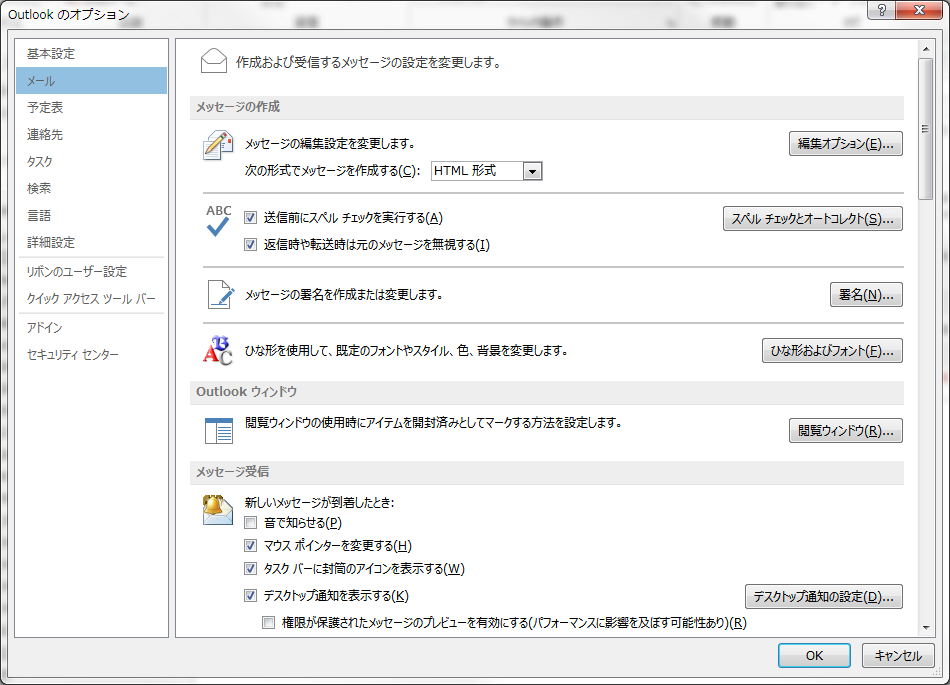 Outlook のオプション
基本設定
メール
予定表
連絡先
タスク
検索
言語
詳細設定
リボンのユーザー設定
クイック アクセス ツール バー
アドイン
セキュリティ センター
作成および受信するメッセージの設定を変更します。
メッセージの作成
メッセージの編集設定を変更します。
編集オプション(E)...
次の形式でメッセージを作成する(C): HTML 形式
ABC
送信前にスペル チェックを実行する(A)
スペル チェックとオートコレクト(S)...
返信時や転送時は元のメッセージを無視する(I)
メッセージの署名を作成または変更します。
署名(N)...
ひな形を使用して、既定のフォントやスタイル、色、背景を変更します。
ひな形およびフォント(F)...
Outlook ウィンドウ
閲覧ウィンドウの使用時にアイテムを開封済みとしてマークする方法を設定します。
閲覧ウィンドウ(R)...
メッセージ受信
新しいメッセージが到着したとき:
音で知らせる(P)
マウス ポインターを変更する(H)
タスク バーに封筒のアイコンを表示する(W)
デスクトップ通知を表示する(K)
デスクトップ通知の設定(D)...
権限が保護されたメッセージのプレビューを有効にする(パフォーマンスに影響を及ぼす可能性あり)(R)
OK
キャンセル